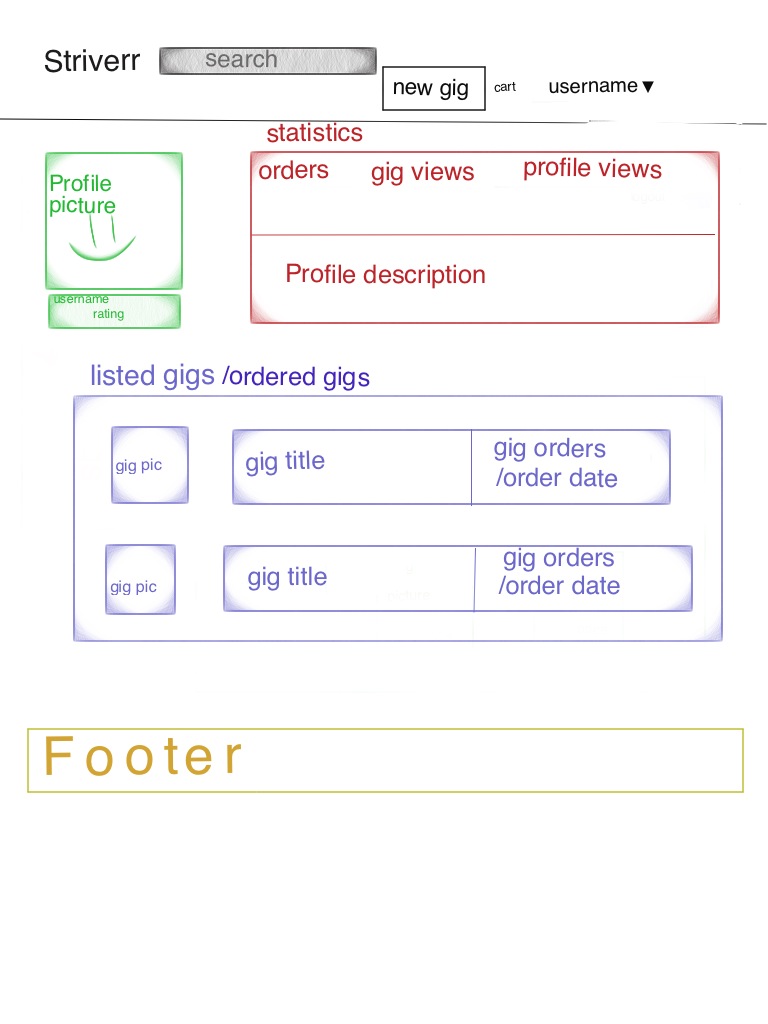 Striverr
search
new gig
cart
username ▼
statistics
orders
gig views
profile views
Profile
picture
username
rating
Profile description
listed gigs /ordered gigs
gig pic
gig title
gig orders
/order date
gig pic
gig title
gig orders
/order date
Footer